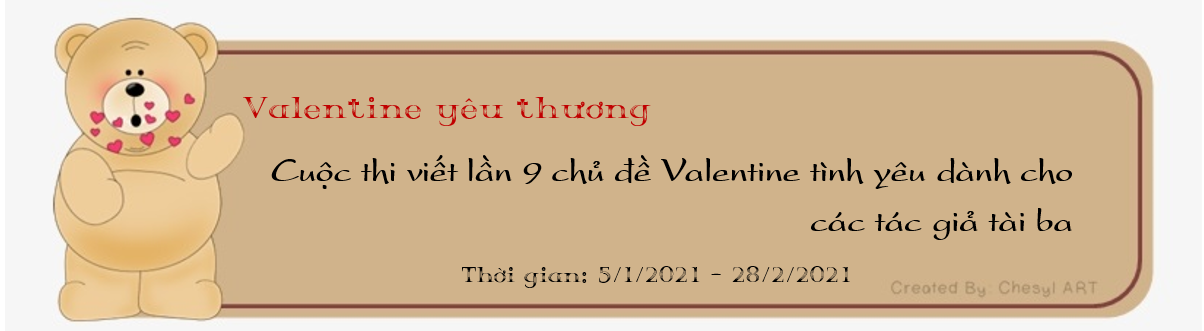 Valentine yêu thương
Cuộc thi viết lần 9 chủ đề Valentine tình yêu dành cho
các tác giả tài ba
Thời gian: 5/1/2021 - 28/2/2021
Created By: Chesyl ART